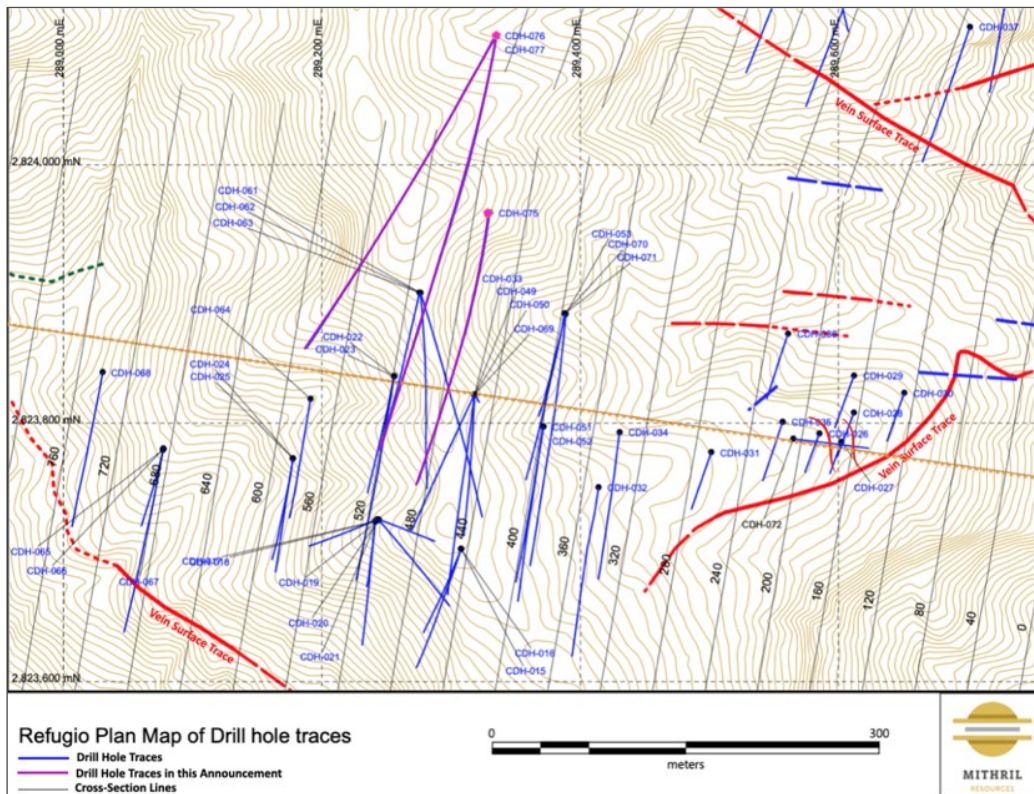 289,000 mE
289,200 mE
289,400 mE
289,600 mE
CDH-076
CDH-077
CDH-037
Vein Surface Trace
2,824,000 mN
CDH-061
CDH-062
CDH-063
CDH-075
CDH-053
CDH-070
CDH-071
CDH-033
CDH-049
CDH-050
CDH-069
CDH-064
CDH-022
CDH-023
CDH-024
CDH-025
CDH-068
CDH-029
CDH-030
CDH-028
CDH-026
CDH-051
CDH-052
CDH-034
CDH-031
CDH-032
CDH-027
CDH-072
Vein Surface Trace
760
720
680
640
600
560
520
480
440
400
360
320
280
240
200
160
120
80
40
0
CDH-065
CDH-066
CDH-067
CDH-019
CDH-020
CDH-021
CDH-016
CDH-015
Vein Surface Trace
2,823,600 mN
Refugio Plan Map of Drill hole traces
Drill Hole Traces
Drill Hole Traces in this Announcement
Cross-Section Lines
0
300
meters
MITHRIL
RESOURCES